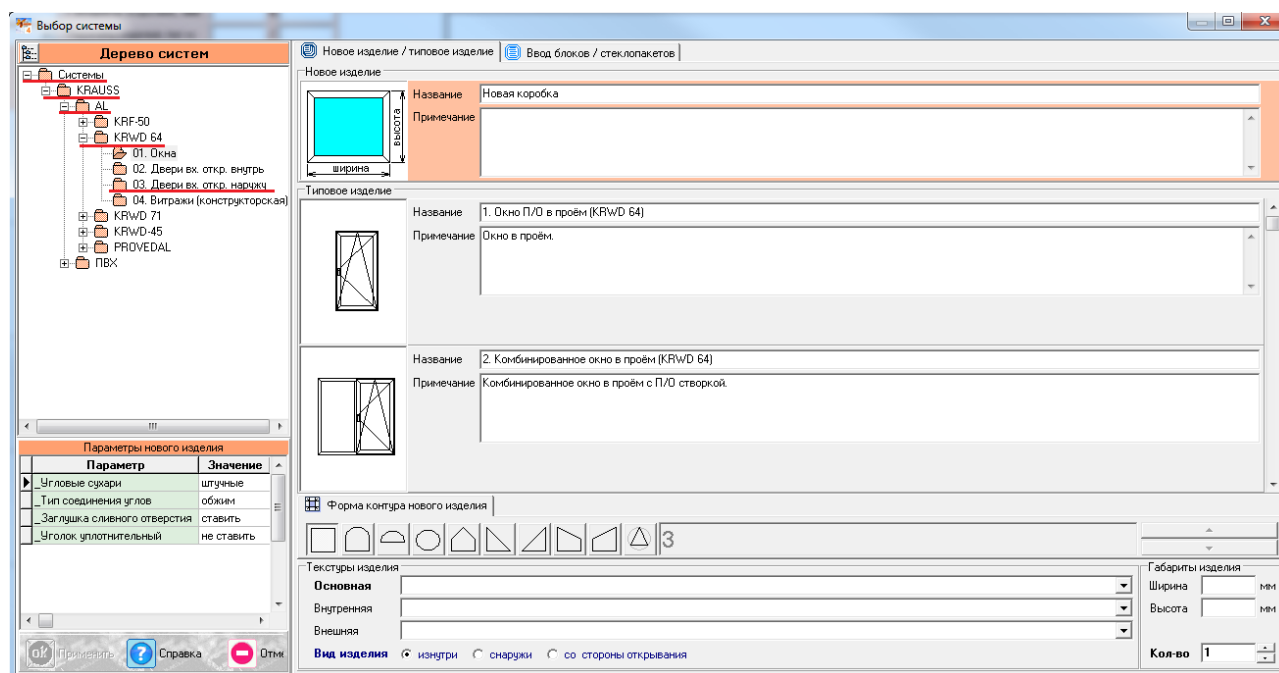 Выбор системы
Дерево систем
Системы
KRAUSS
AL
KRF-50
KRWD 64
01. Окна
02. Двери вх. откр. внутрь
03. Двери вх. откр. наружу
04. Витражи (конструкторская)
KRWD 71
KRWD-45
PROVEDAL
ПВХ
Параметры нового изделия
Параметр Значение
_Угловые сухари штучные
_Тип соединения углов обжим
_Заглушка сливного отверстия ставить
_Уголок уплотнительный не ставить
ok Применить ? Справка Отме
Новое изделие / типовое изделие Ввод блоков / стеклопакетов
Новое изделие
высота
ширина
Название Новая коробка
Примечание
Типовое изделие
Название 1. Окно П/О в проём (KRWD 64)
Примечание Окно в проём.
Название 2. Комбинированное окно в проём (KRWD 64)
Примечание Комбинированное окно в проём с П/О створкой.
Форма контура нового изделия
3
Текстуры изделия
Основная
Внутренняя
Внешняя
Вид изделия изнутри снаружи со стороны открывания
Габариты изделия
Ширина мм
Высота мм
Кол-во 1